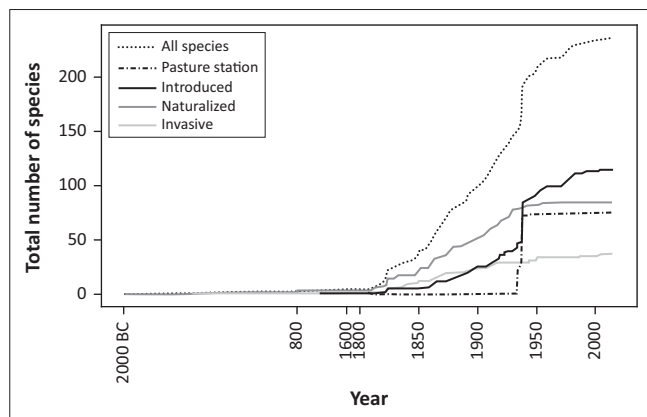 Total number of species
200
150
100
50
0
All species
Pasture station
Introduced
Naturalized
Invasive
2000 BC
800
1600
1800
1850
1900
1950
2000
Year